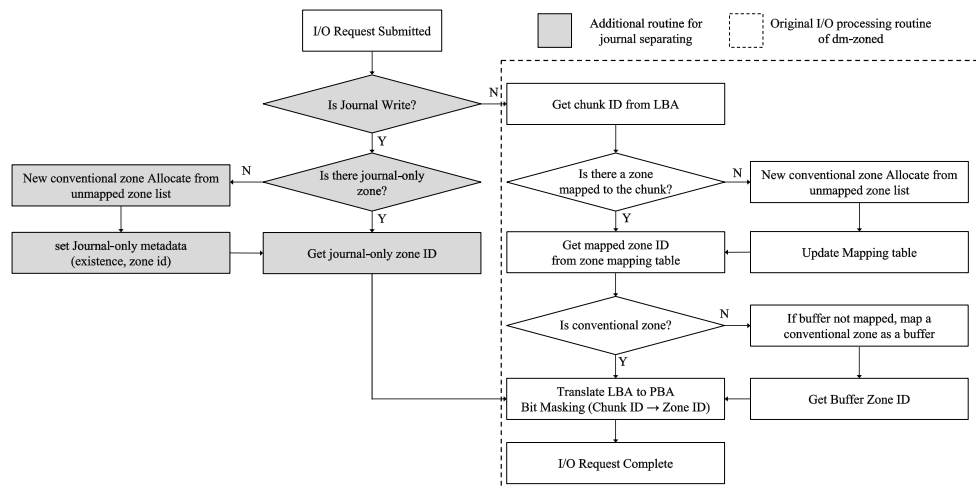 I/O Request Submitted
Additional routine for
journal separating
Original I/O processing routine
of dm-zoned
Is Journal Write?
N
Y
Get chunk ID from LBA
New conventional zone Allocate from
unmapped zone list
N
Is there journal-only
zone?
Y
Is there a zone
mapped to the chunk?
N
Y
New conventional zone Allocate from
unmapped zone list
set Journal-only metadata
(existence, zone id)
Get journal-only zone ID
Get mapped zone ID
from zone mapping table
Update Mapping table
Is conventional zone?
N
Y
If buffer not mapped, map a
conventional zone as a buffer
Translate LBA to PBA
Bit Masking (Chunk ID → Zone ID)
Get Buffer Zone ID
I/O Request Complete